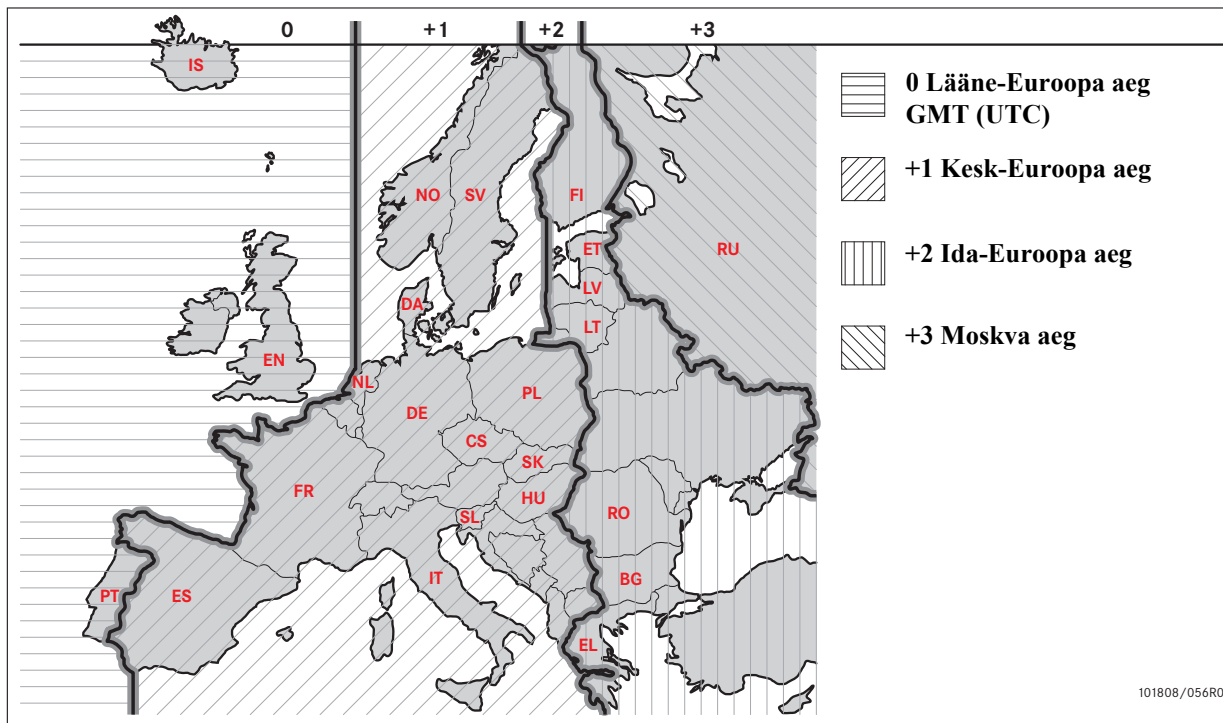 0 +1 +2 +3
IS
0 Lääne-Euroopa aeg
GMT (UTC)
+1 Kesk-Euroopa aeg
+2 Ida-Euroopa aeg
+3 Moskva aeg
NO SV FI
ET RU
LV
DA
LT
EN
NL
PL
DE
CS
SK
FR HU
RO
SL
IT BG
PT ES
EL
101808/056R0